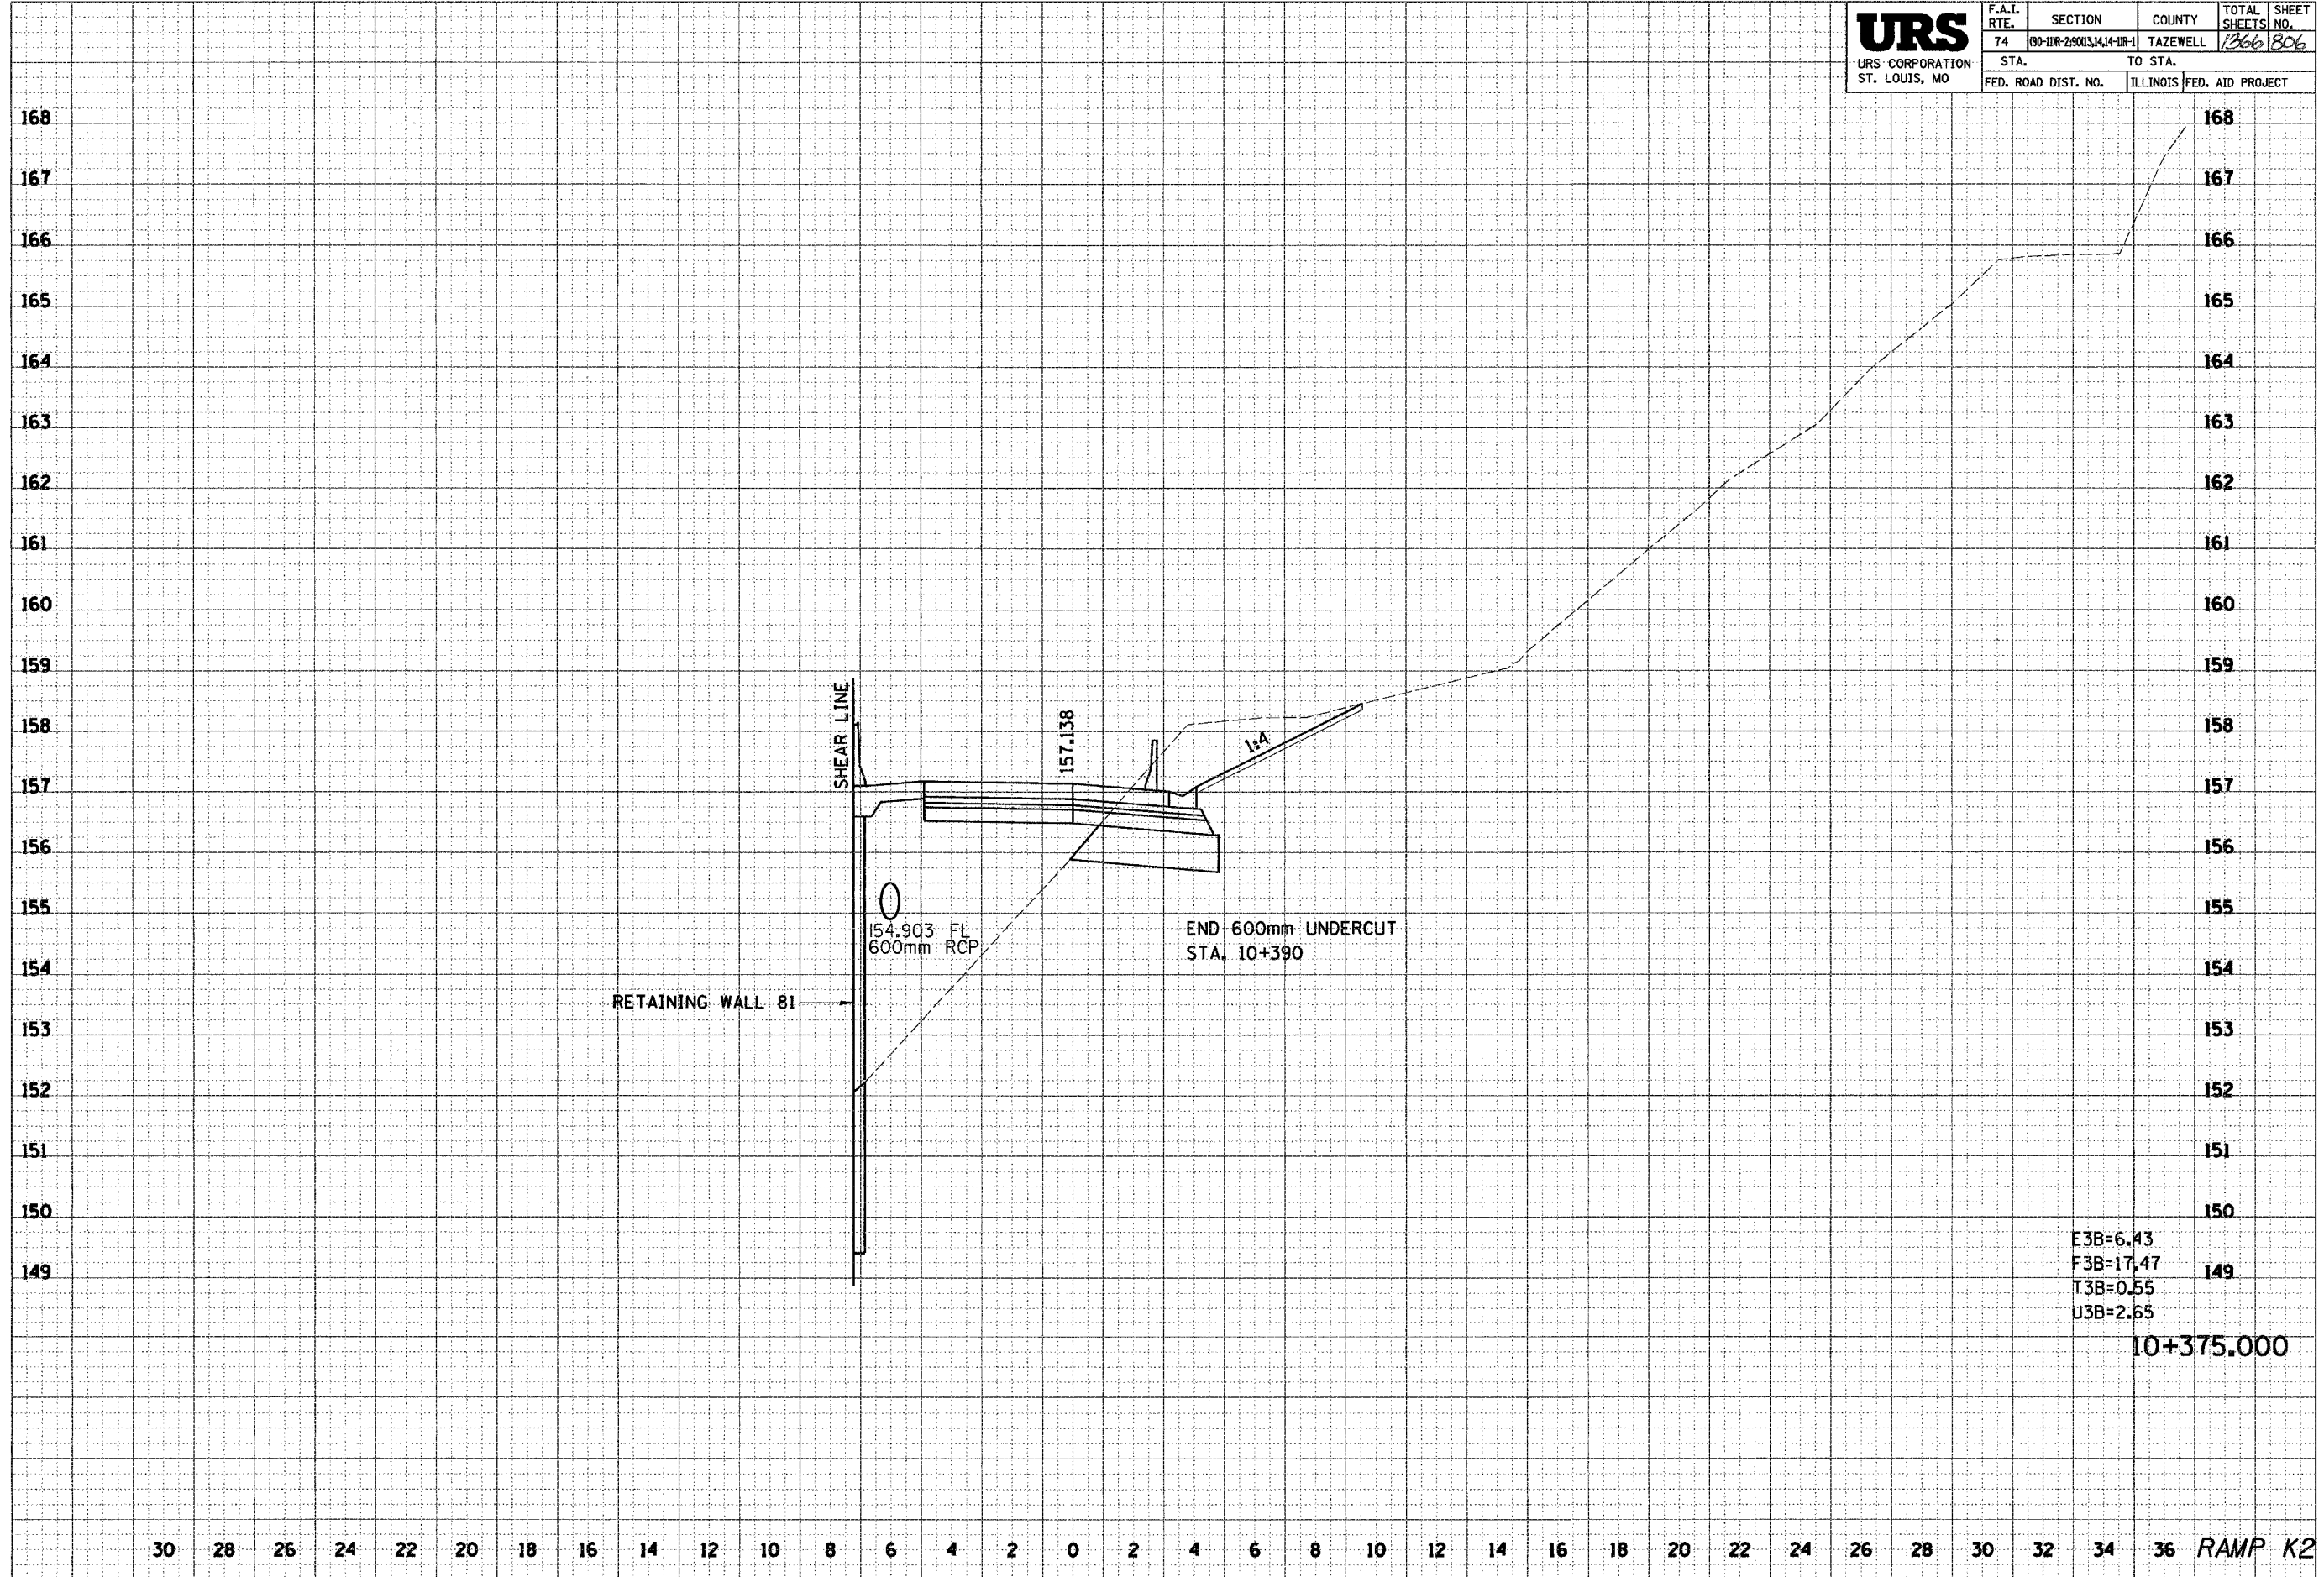 URS
URS CORPORATION
ST. LOUIS, MO
F.A.I. RTE. SECTION COUNTY TOTAL SHEETS SHEET NO.
74 TAZEWELL 1366 806
STA. TO STA.
FED. ROAD DIST. NO. ILLINOIS FED. AID PROJECT
168 168
167 167
166 166
165 165
164 164
163 163
162 162
161 161
160 160
159 159
SHEAR LINE
157.138
158 158
1:4
157 157
156 156
155 155
154.903 FL
600mm RCP
END 600mm UNDERCUT
STA. 10+390
154 154
RETAINING WALL 81
153 153
152 152
151 151
150 150
E3B=6.43
F3B=17.47
149 149
T3B=0.55
U3B=2.65
10+375.000
30 28 26 24 22 20 18 16 14 12 10 8 6 4 2 0 2 4 6 8 10 12 14 16 18 20 22 24 26 28 30 32 34 36 RAMP K2